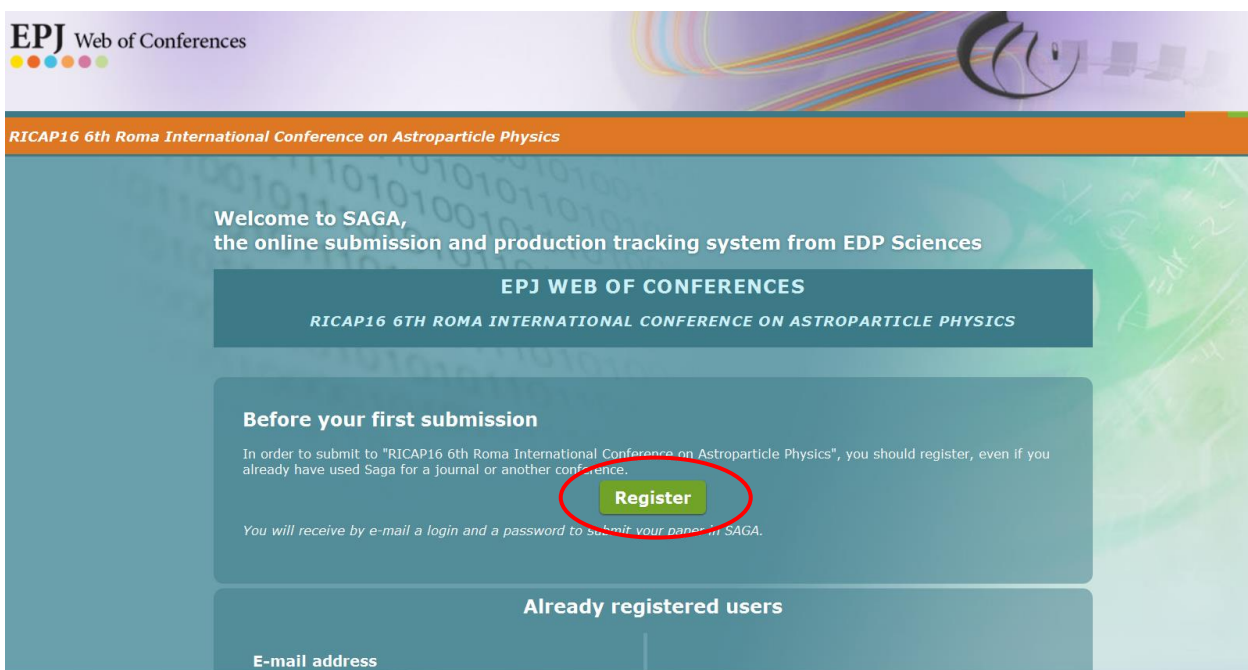 EPJ Web of Conferences
RICAP16 6th Roma International Conference on Astroparticle Physics
Welcome to SAGA,
the online submission and production tracking system from EDP Sciences
EPJ WEB OF CONFERENCES
RICAP16 6TH ROMA INTERNATIONAL CONFERENCE ON ASTROPARTICLE PHYSICS
Before your first submission
In order to submit to "RICAP16 6th Roma International Conference on Astroparticle Physics", you should register, even if you
already have used Saga for a journal or another conference.
Register
You will receive by e-mail a login and a password to submit your paper in SAGA.
Already registered users
E-mail address